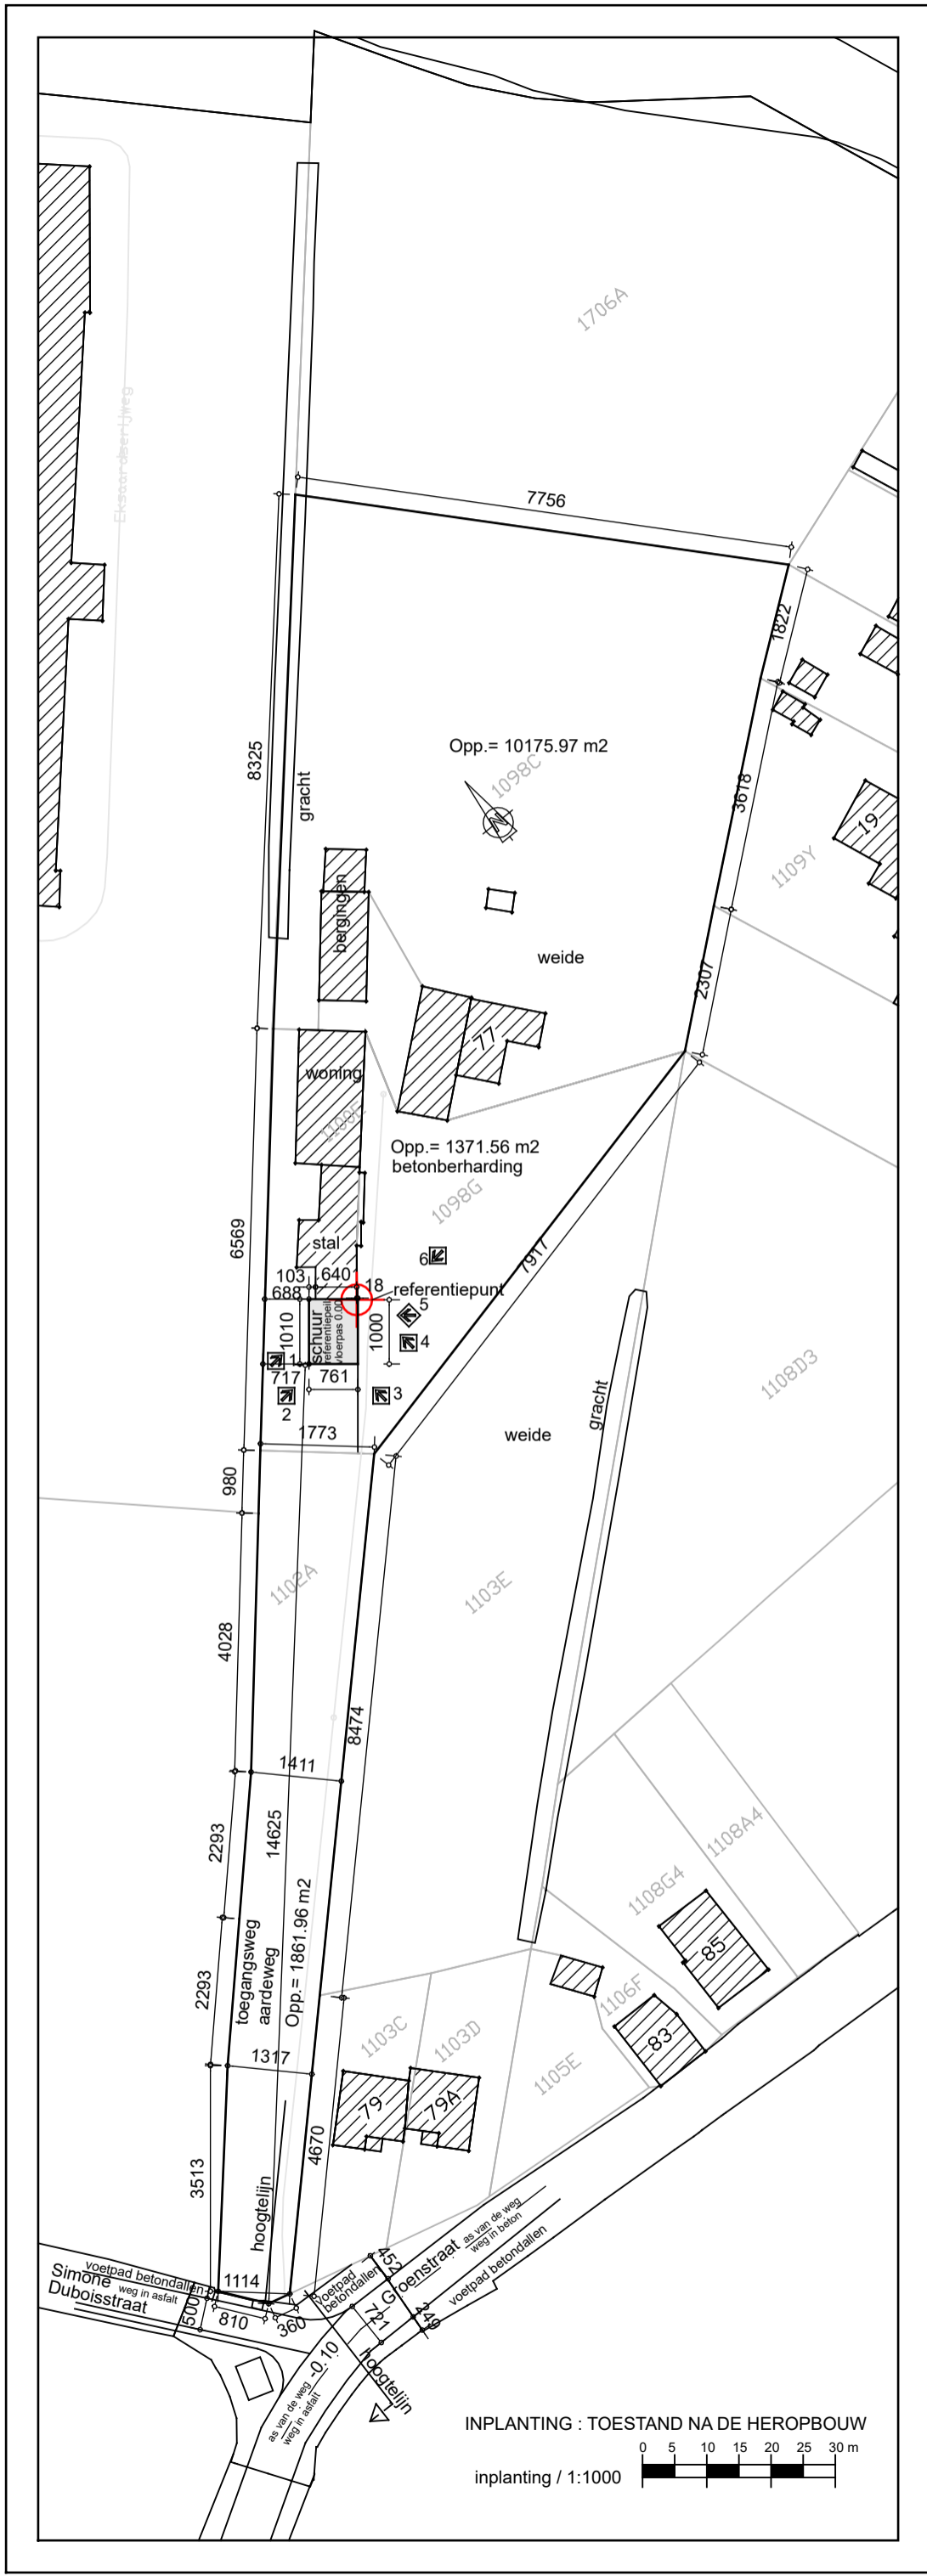 1706A
Eksaardserijweg
7756
1822
8325
gracht
Opp.= 10175.97 m2
1098C
N
3618
19
1109Y
bergingen
weide
2307
77
woning
1100E
Opp.= 1371.56 m2
betonberharding
1098G
6569
stal
6
7917
103
640
18
referentiepunt
688
5
1010
schuur
referentiepeil
vloerpas 0.00
1000
4
1
717
761
3
2
1773
1108D3
gracht
weide
980
1102A
1103E
4028
8474
1411
14625
2293
1108A4
1108G4
Opp.= 1861.96 m2
toegangsweg
aardeweg
85
2293
1106F
1103C
1103D
83
1317
1105E
79
79A
4670
3513
hoogtelijn
as van de weg
weg in beton
Groenstraat
452
voetpad betondallen
voetpad betondallen
Simone
Duboisstraat
weg in asfalt
1114
voetpad
betondallen
500
810
360
721
249
-0.10
hoogtelijn
as van de weg
weg in asfalt
INPLANTING : TOESTAND NA DE HEROPBOUW
0 5 10 15 20 25 30 m
inplanting / 1:1000